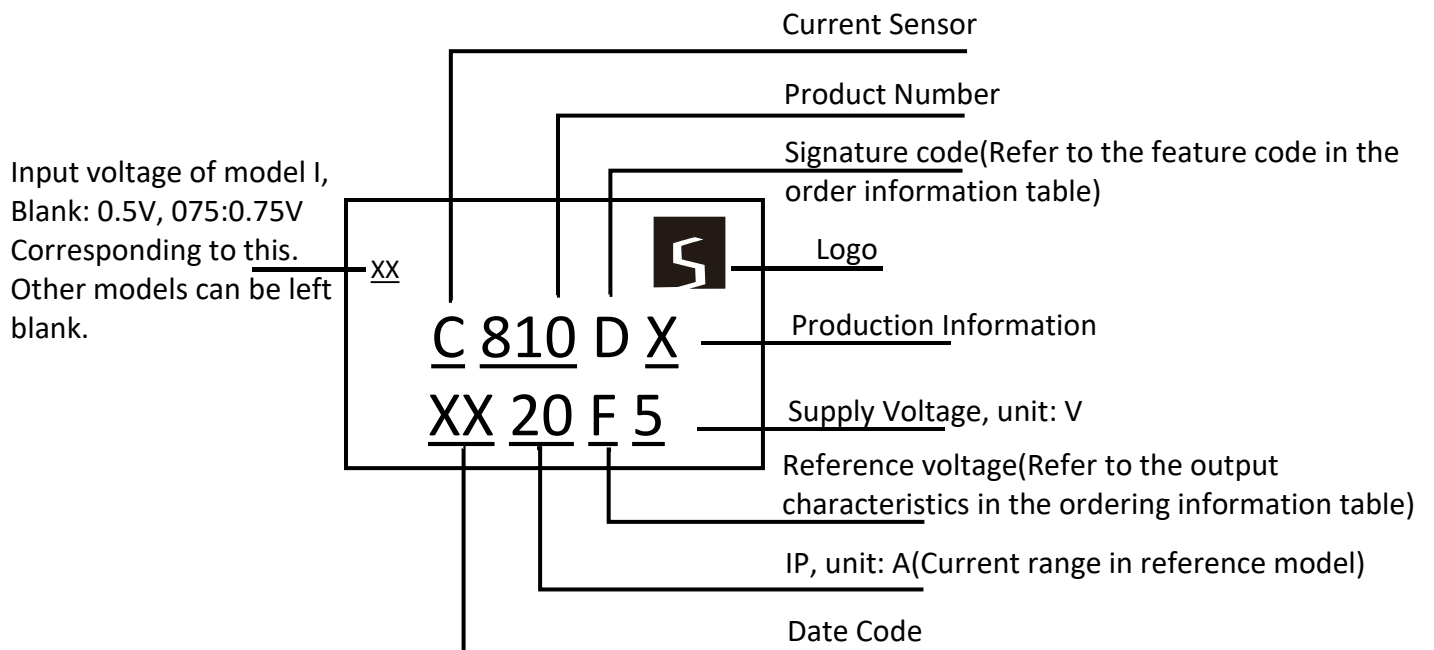 Current Sensor
Product Number
Signature code(Refer to the feature code in the
order information table)
Input voltage of model I,
Blank: 0.5V, 075:0.75V
Corresponding to this.
Other models can be left
blank.
XX
Logo
C 810 D X
Production Information
XX 20 F 5
Supply Voltage, unit: V
Reference voltage(Refer to the output
characteristics in the ordering information table)
IP, unit: A(Current range in reference model)
Date Code